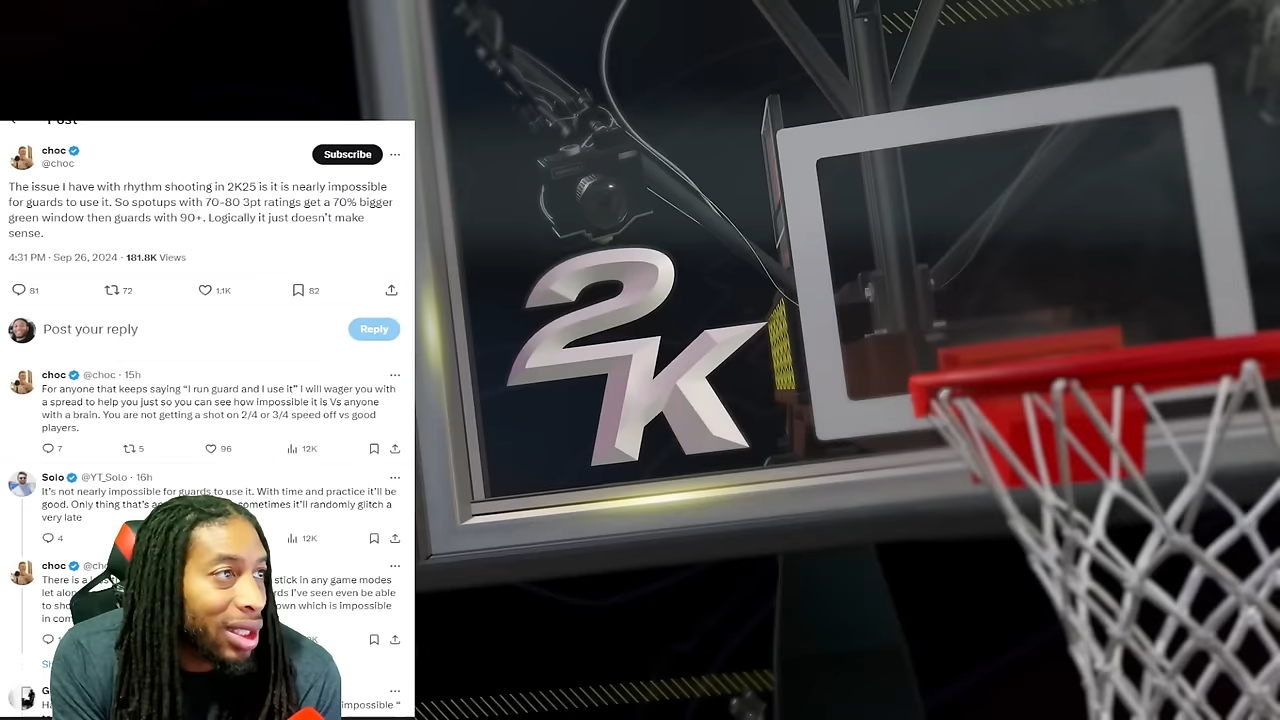 Post
choc
Subscribe
@choc
The issue I have with rhythm shooting in 2K25 is it is nearly impossible
for guards to use it. So spotups with 70-80 3pt ratings get a 70% bigger
green window then guards with 90+. Logically it just doesn't make
sense.
4:31 PM · Sep 26, 2024 · 181.8K Views
81 72 1.1K 82
Post your reply
Reply
choc @choc · 15h
For anyone that keeps saying "I run guard and I use it" I will wager you with
a spread to help you just so you can see how impossible it is Vs anyone
with a brain. You are not getting a shot on 2/4 or 3/4 speed off vs good
players.
7 5 96 12K
Solo @YT_Solo · 16h
It's not nearly impossible for guards to use it. With time and practice it'll be
good. Only thing that's sometimes it'll randomly glitch a
very late
4 12K
choc
There is a stick in any game modes
let I've seen even be able
to which is impossible
in
impossible "
2K